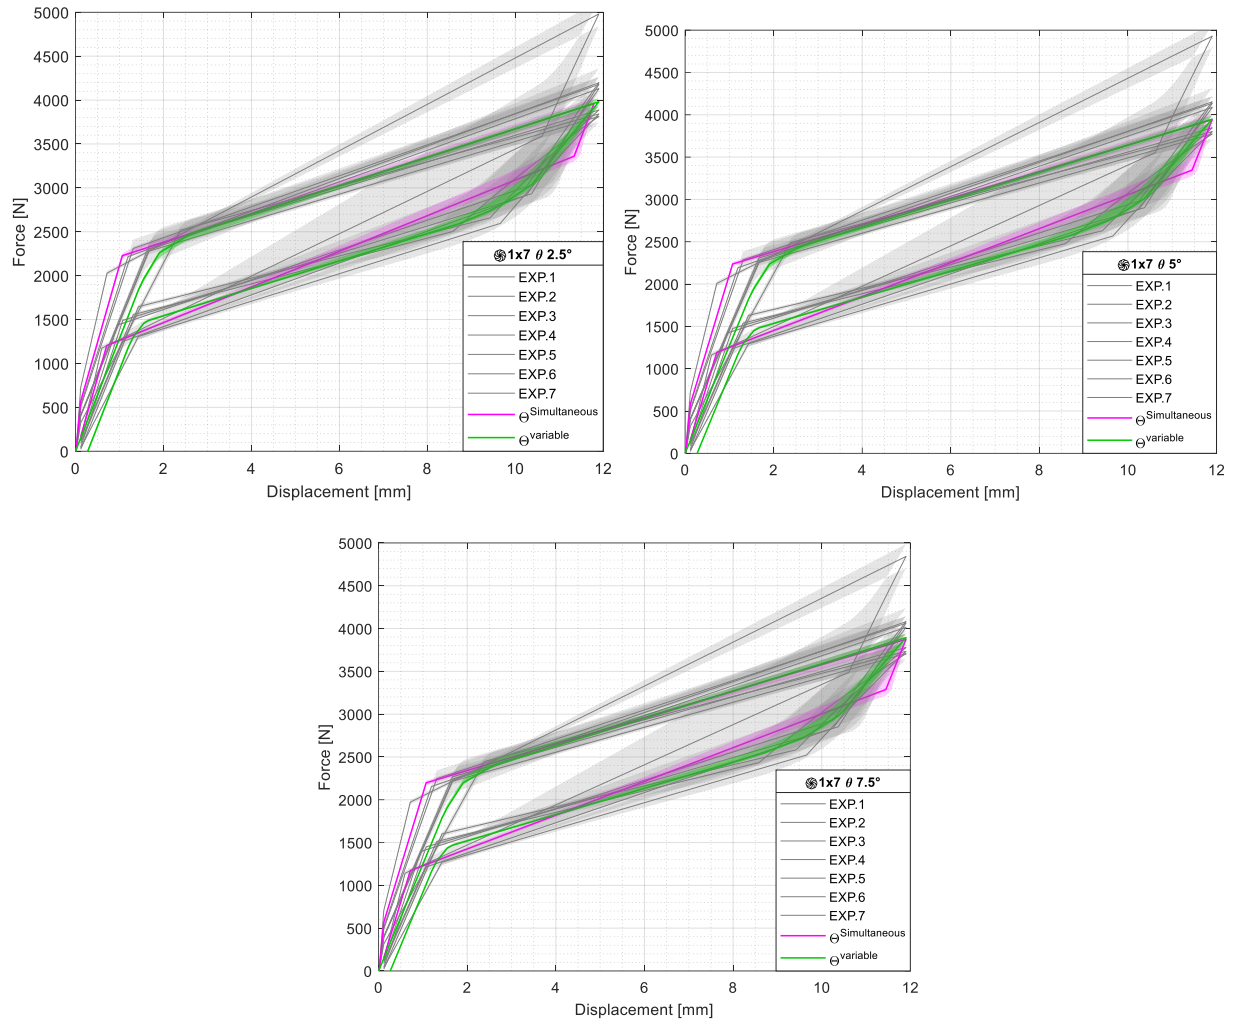 5000
4500
4000
3500
3000
2500
2000
1500
1000
500
0
Force [N]
0 2 4 6 8 10 12
Displacement [mm]
1x7 θ 2.5°
EXP.1
EXP.2
EXP.3
EXP.4
EXP.5
EXP.6
EXP.7
Θ^Simultaneous
Θ^variable
5000
4500
4000
3500
3000
2500
2000
1500
1000
500
0
Force [N]
0 2 4 6 8 10 12
Displacement [mm]
1x7 θ 5°
EXP.1
EXP.2
EXP.3
EXP.4
EXP.5
EXP.6
EXP.7
Θ^Simultaneous
Θ^variable
5000
4500
4000
3500
3000
2500
2000
1500
1000
500
0
Force [N]
0 2 4 6 8 10 12
Displacement [mm]
1x7 θ 7.5°
EXP.1
EXP.2
EXP.3
EXP.4
EXP.5
EXP.6
EXP.7
Θ^Simultaneous
Θ^variable